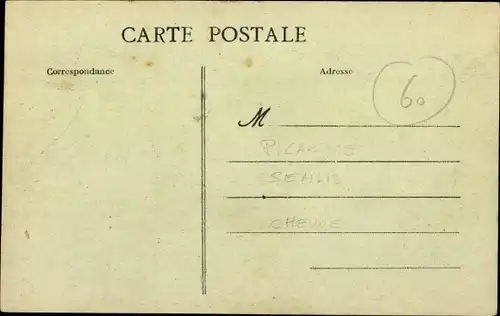 CARTE POSTALE
Correspondance
Adresse
60
M
PICARDIE
SENLIS
CHEVRE